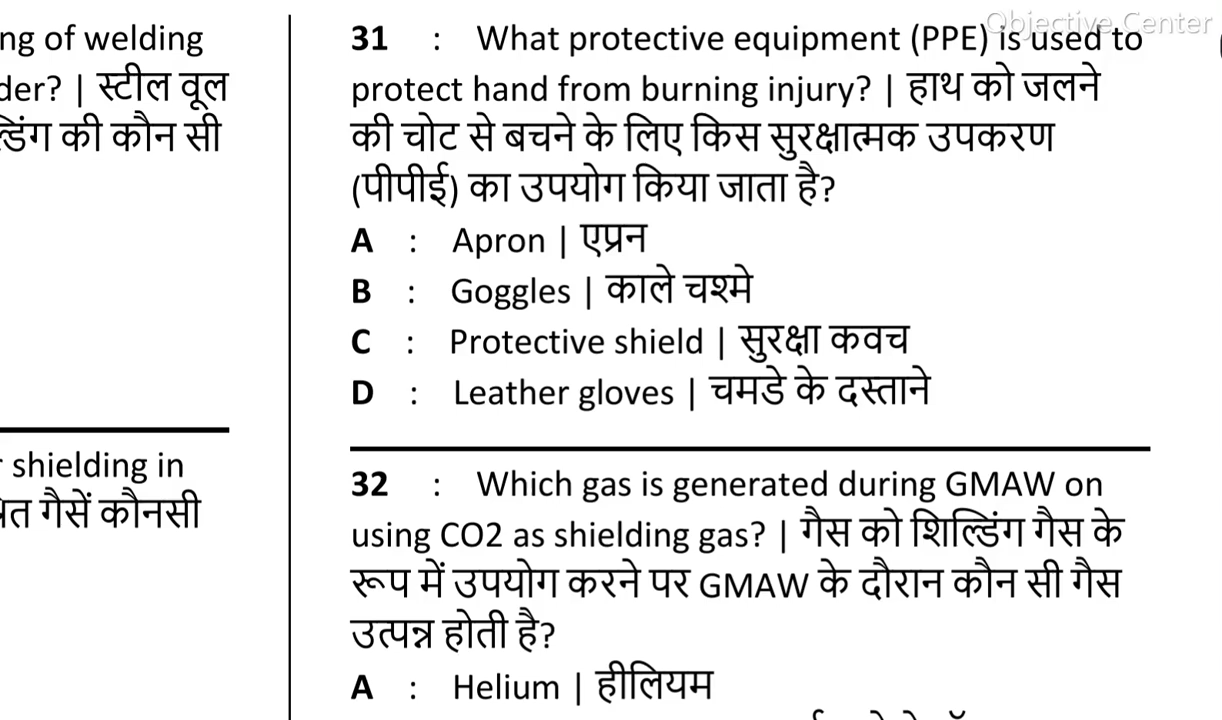 ng of welding
der? | स्टील वूल
की कौन सी
shielding in
गैसें कौनसी
Objective Center
31 : What protective equipment (PPE) is used to
protect hand from burning injury? | हाथ को जलने
की चोट से बचने के लिए किस सुरक्षात्मक उपकरण
(पीपीई) का उपयोग किया जाता है?
A : Apron | एप्रन
B : Goggles | काले चश्मे
C : Protective shield | सुरक्षा कवच
D : Leather gloves | चमडे के दस्ताने
32 : Which gas is generated during GMAW on
using CO2 as shielding gas? | गैस को शिल्डिंग गैस के
रूप में उपयोग करने पर GMAW के दौरान कौन सी गैस
उत्पन्न होती है?
A : Helium | हीलियम